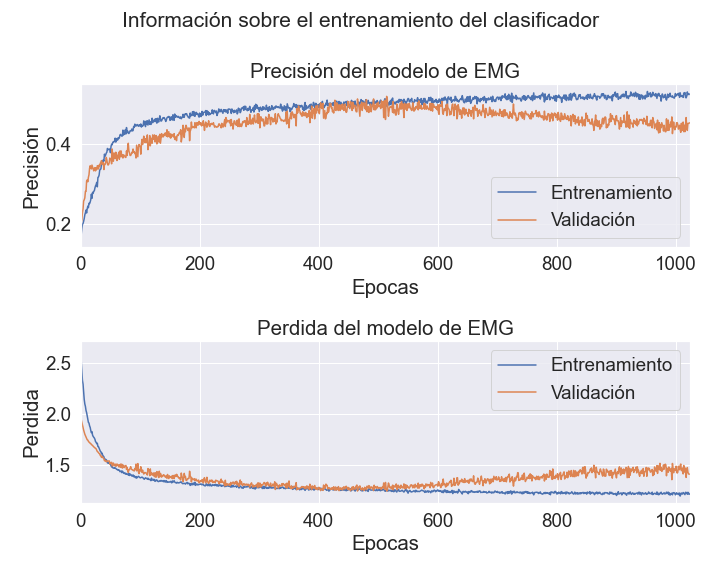 Información sobre el entrenamiento del clasificador
Precisión del modelo de EMG
Precisión
0.4
0.2
Entrenamiento
Validación
0 200 400 600 800 1000
Epocas
Perdida del modelo de EMG
Perdida
2.5
2.0
1.5
Entrenamiento
Validación
0 200 400 600 800 1000
Epocas